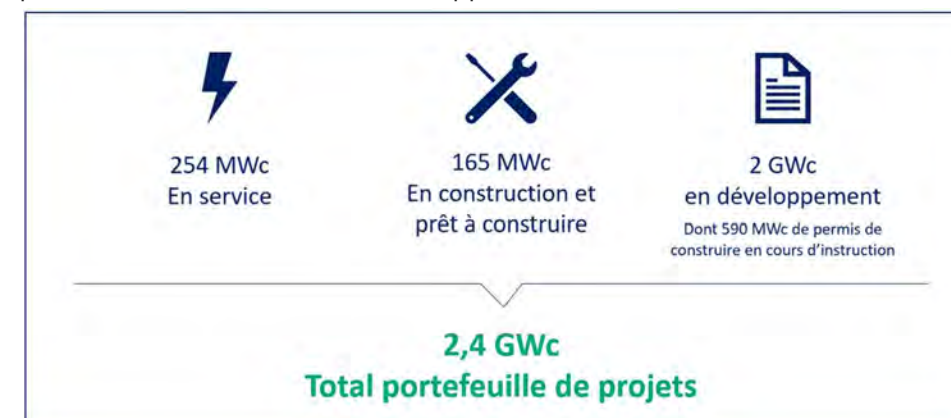 254 MWc
En service
165 MWc
En construction et
prêt à construire
2 GWc
en développement
Dont 590 MWc de permis de
construire en cours d’instruction
2,4 GWc
Total portefeuille de projets